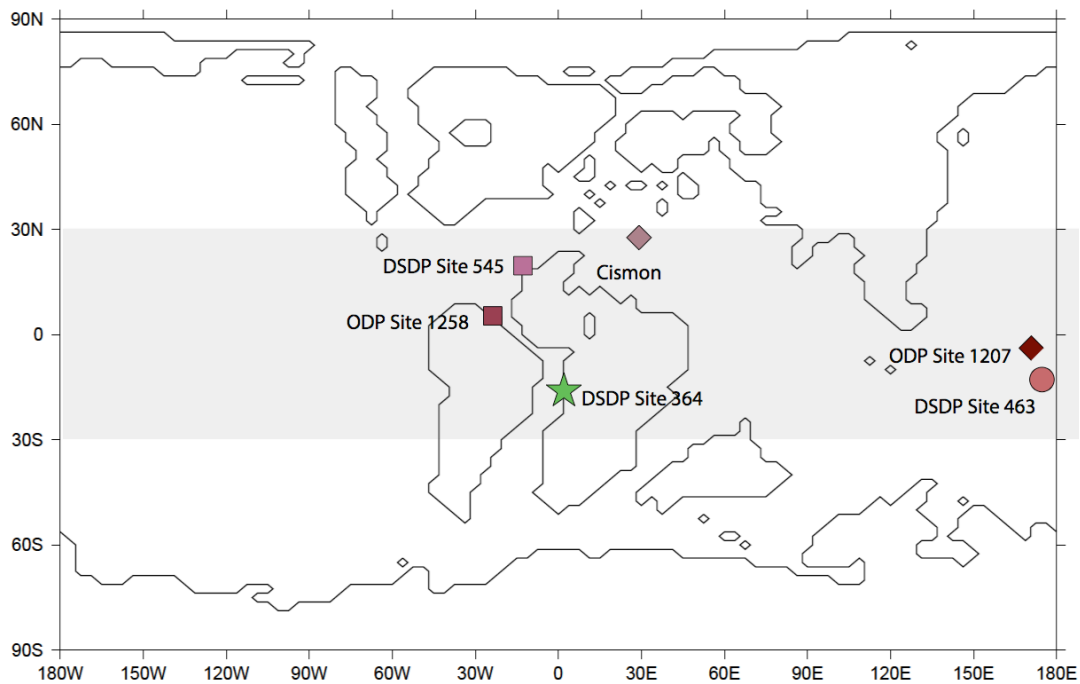 90N
60N
30N
DSDP Site 545
Cismon
ODP Site 1258
0
ODP Site 1207
DSDP Site 364
DSDP Site 463
30S
60S
90S
180W 150W 120W 90W 60W 30W 0 30E 60E 90E 120E 150E 180E